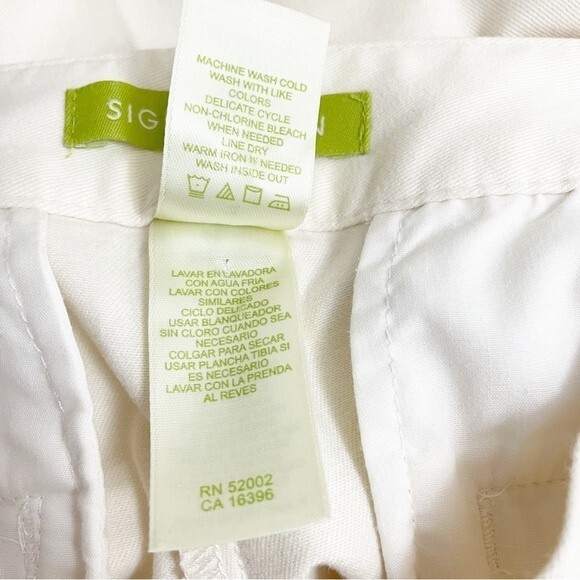 MACHINE WASH COLD
WASH WITH LIKE
COLORS
DELICATE CYCLE
NON-CHLORINE BLEACH
WHEN NEEDED
LINE DRY
WARM IRON IF NEEDED
WASH INSIDE OUT
LAVAR EN LAVADORA
CON AGUA FRIA
LAVAR CON COLORES
SIMILARES
CICLO DELICADO
USAR BLANQUEADOR
SIN CLORO CUANDO SEA
NECESARIO
COLGAR PARA SECAR
USAR PLANCHA TIBIA SI
ES NECESARIO
LAVAR CON LA PRENDA
AL REVES
RN 52002
CA 16396